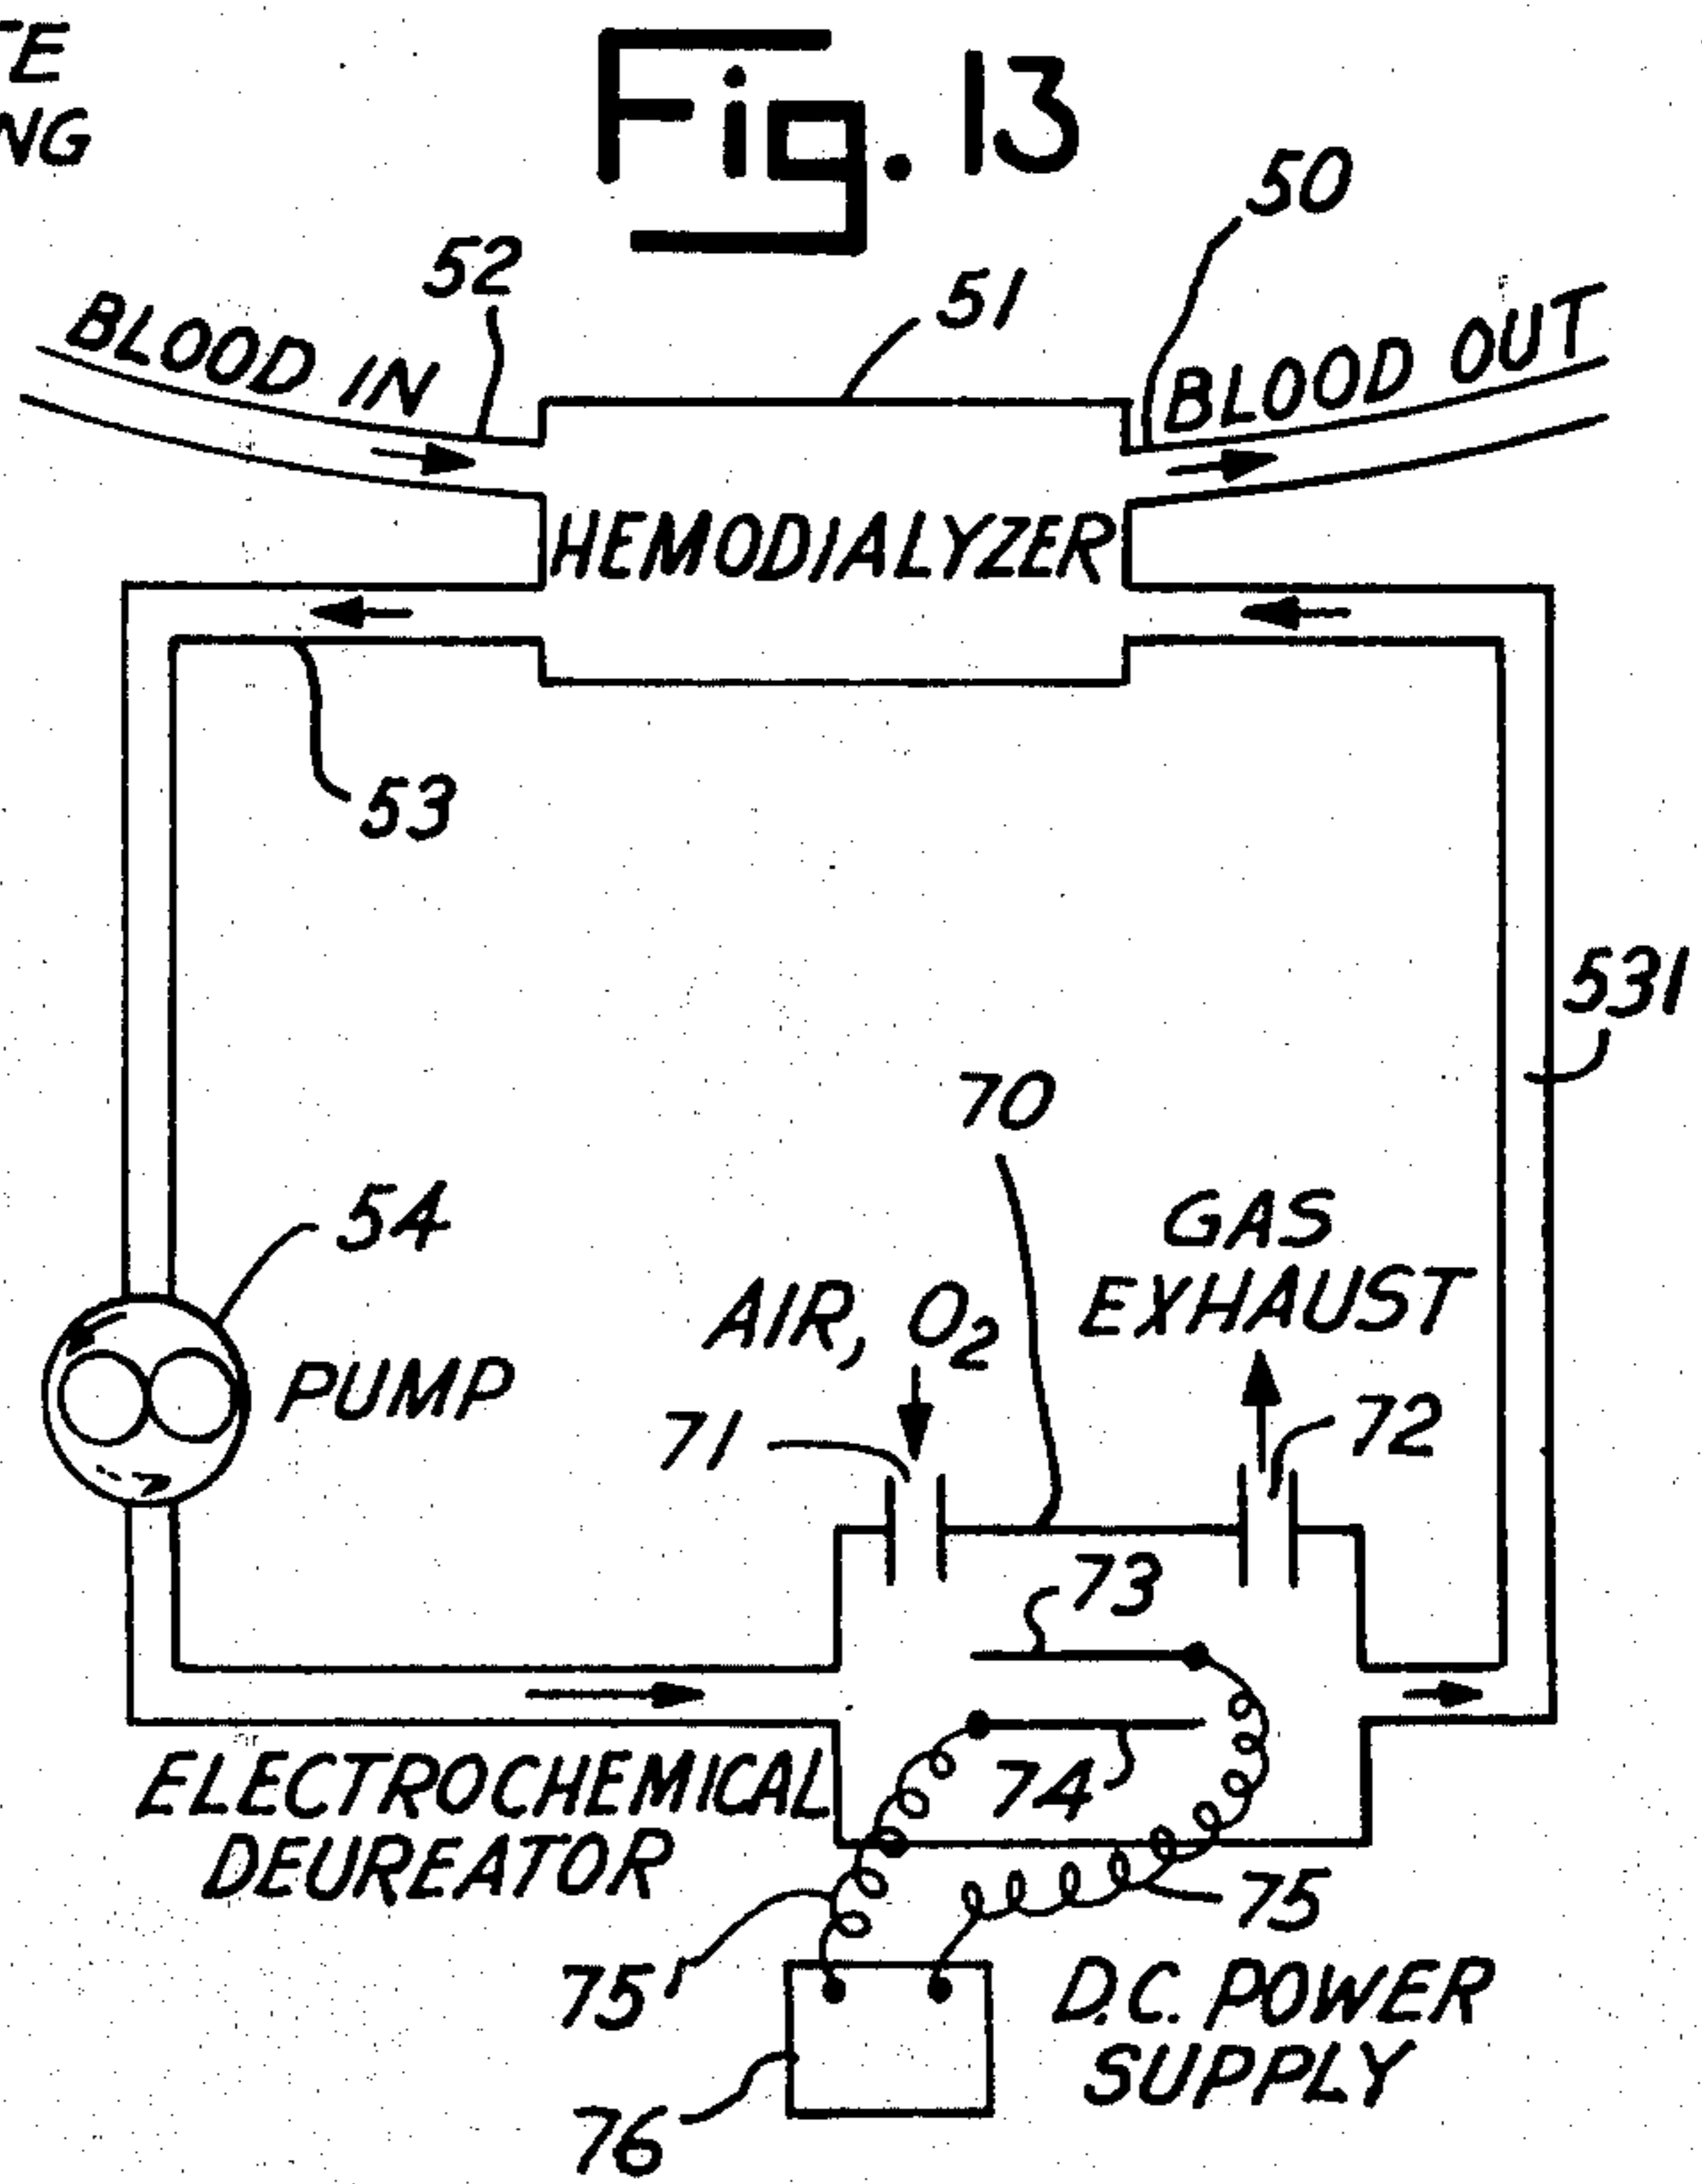 Fig. 13
50
52
51
BLOOD IN
BLOOD OUT
HEMODIALYZER
53
531
70
54
GAS
EXHAUST
AIR, O2
PUMP
71
72
73
74
ELECTROCHEMICAL
DEUREATOR
75
75
D.C. POWER
SUPPLY
76